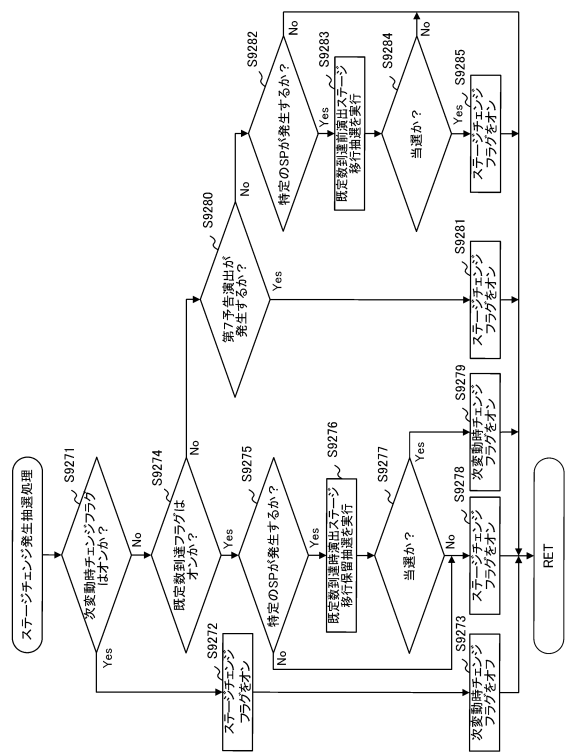 ステージチェンジ発生抽選処理
S9271
次変動時チェンジフラグ
はオンか？
Yes
No
S9272
ステージチェンジ
フラグをオン
S9273
次変動時チェンジ
フラグをオフ
S9274
既定数到達フラグは
オンか？
No
Yes
S9275
特定のSPが発生するか？
No
Yes
S9276
既定数到達時演出ステージ
移行保留抽選を実行
S9277
当選か？
Yes
No
S9278
ステージチェンジ
フラグをオン
S9279
次変動時チェンジ
フラグをオン
S9280
第7予告演出が
発生するか？
No
Yes
S9281
ステージチェンジ
フラグをオン
S9282
特定のSPが発生するか？
No
Yes
S9283
既定数到達前演出ステージ
移行抽選を実行
S9284
当選か？
No
Yes
S9285
ステージチェンジ
フラグをオン
RET